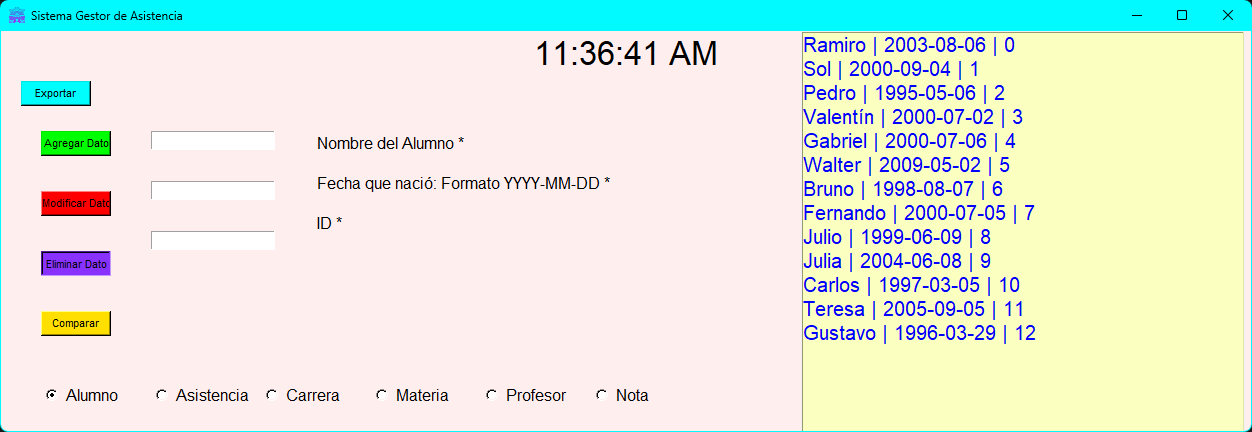 Sistema Gestor de Asistencia
11:36:41 AM
Exportar
Agregar Dato
Modificar Dato
Eliminar Dato
Comparar
Nombre del Alumno *
Fecha que nació: Formato YYYY-MM-DD *
ID *
Alumno
Asistencia
Carrera
Materia
Profesor
Nota
Ramiro | 2003-08-06 | 0
Sol | 2000-09-04 | 1
Pedro | 1995-05-06 | 2
Valentín | 2000-07-02 | 3
Gabriel | 2000-07-06 | 4
Walter | 2009-05-02 | 5
Bruno | 1998-08-07 | 6
Fernando | 2000-07-05 | 7
Julio | 1999-06-09 | 8
Julia | 2004-06-08 | 9
Carlos | 1997-03-05 | 10
Teresa | 2005-09-05 | 11
Gustavo | 1996-03-29 | 12